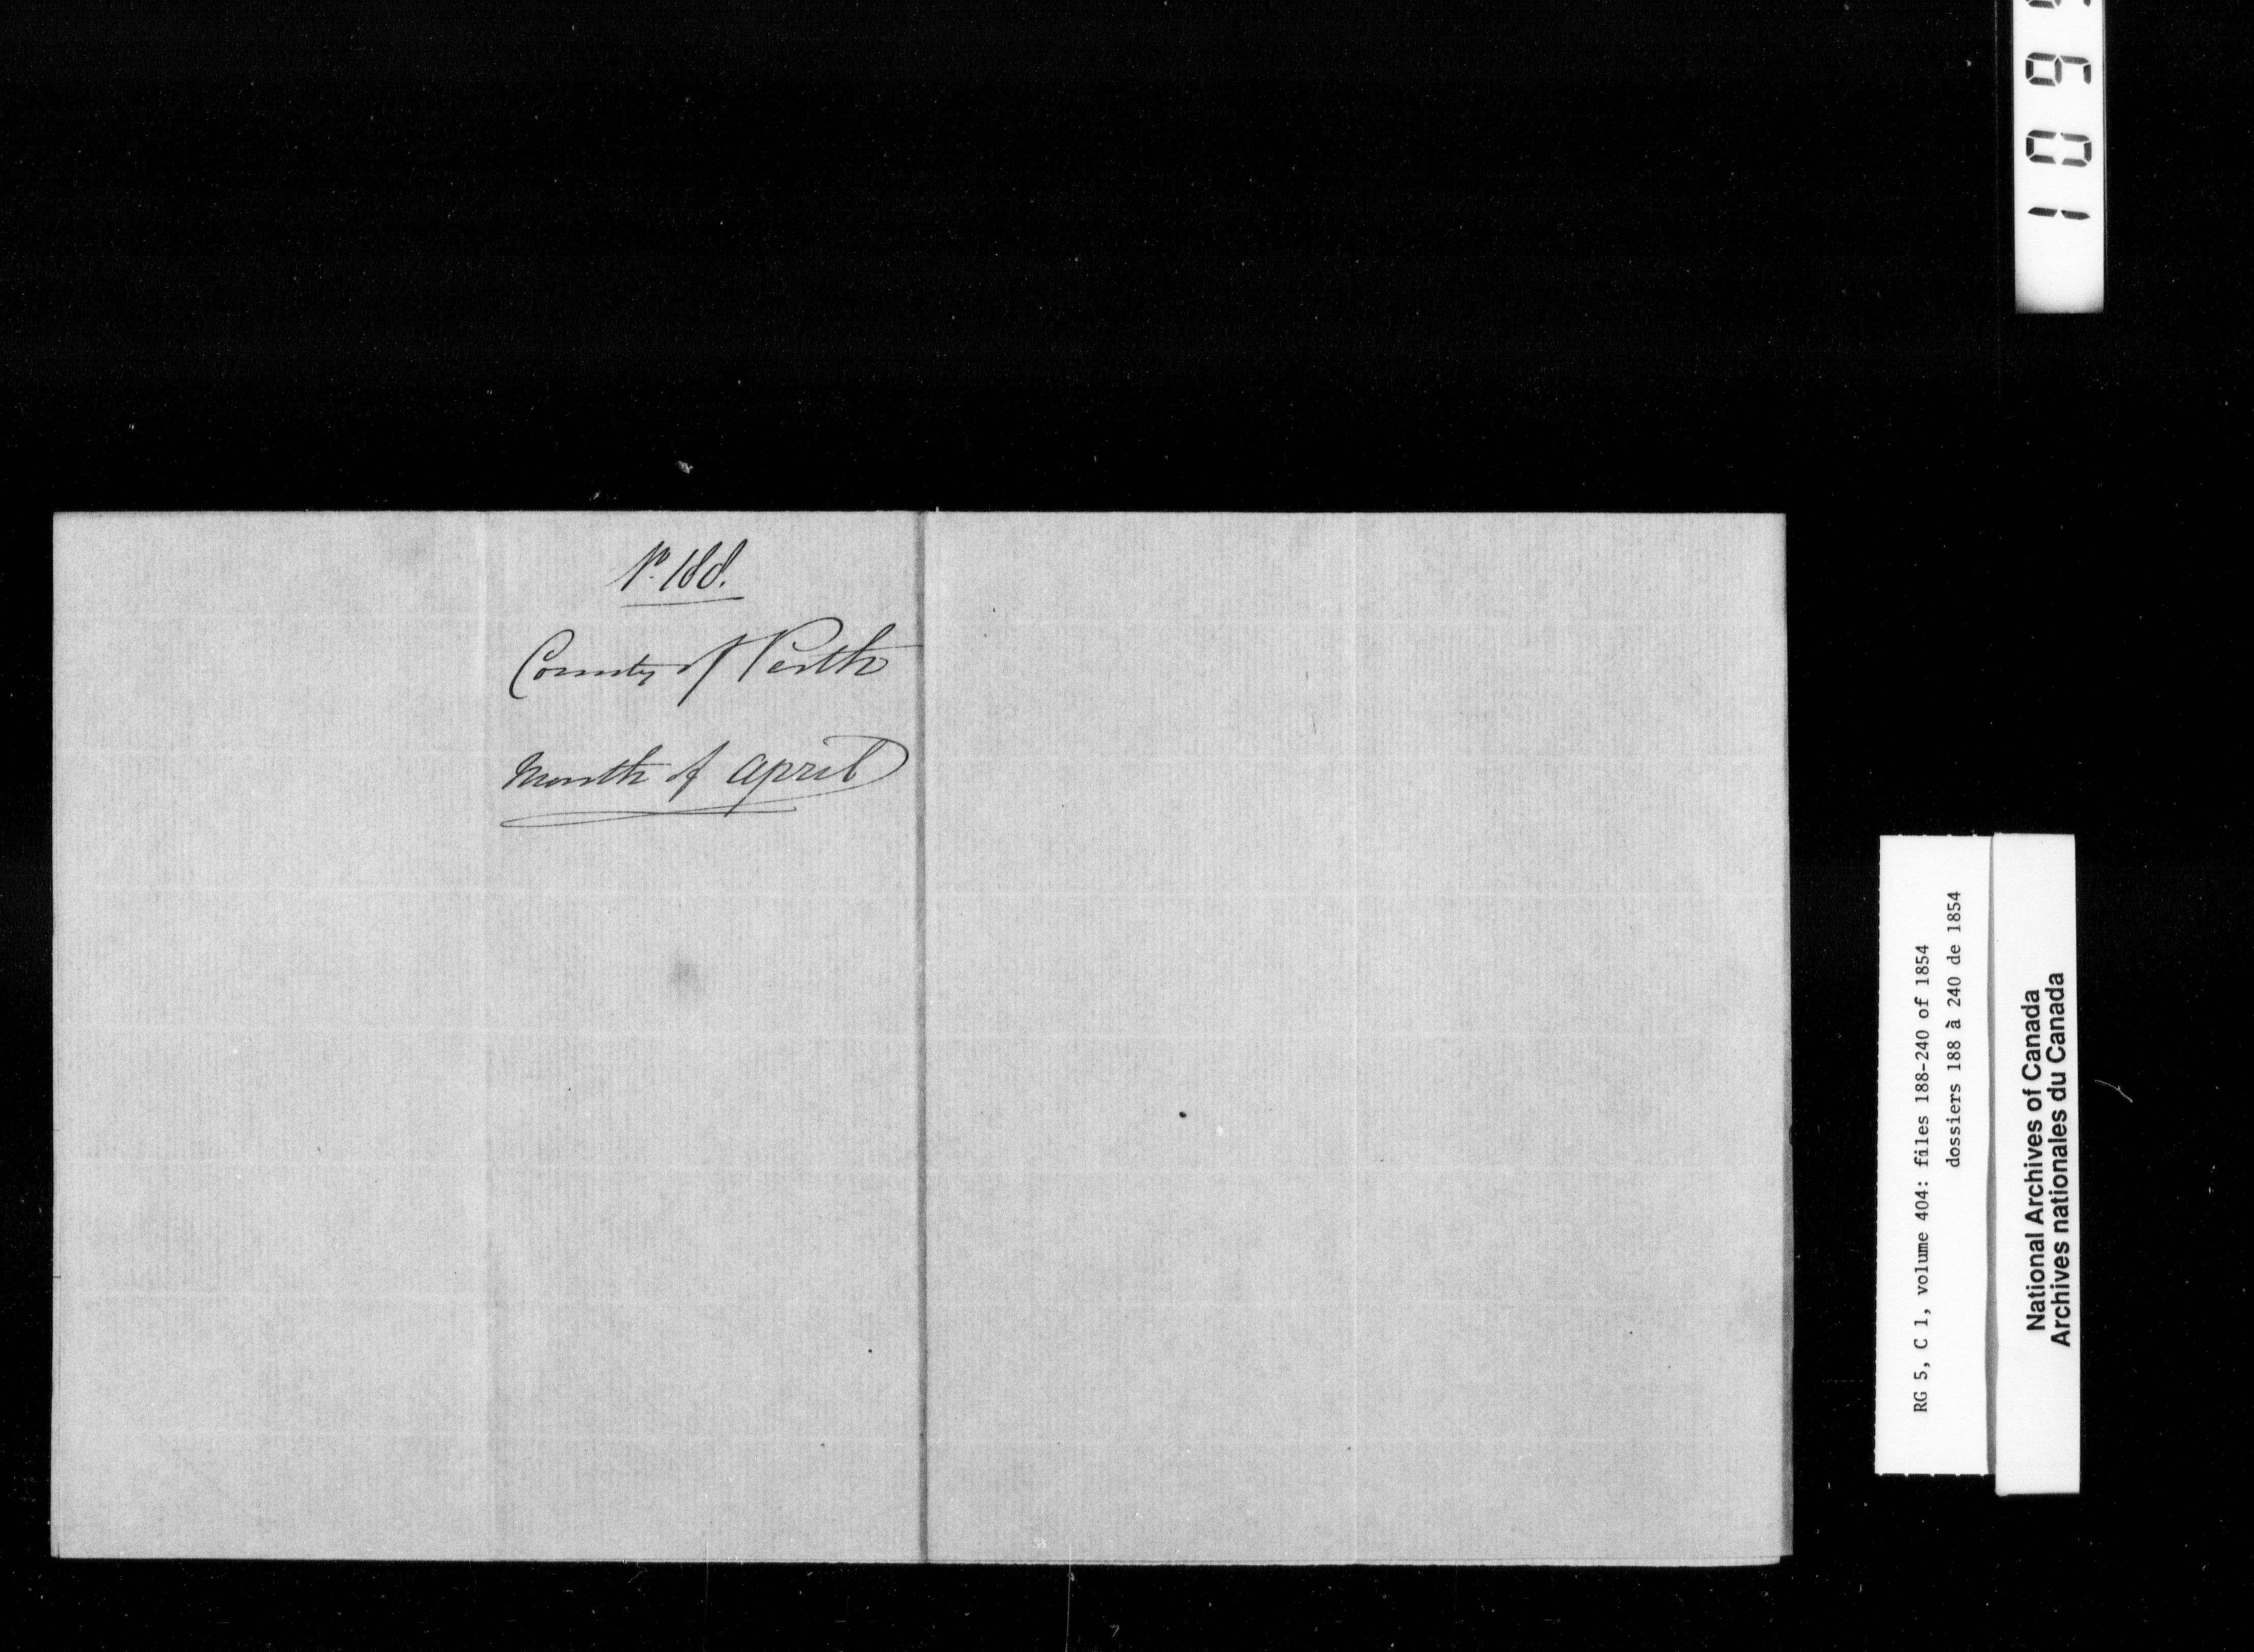 No. 188.
County of Perth
Month of April
RG 5, C 1, volume 404: files 188-240 of 1854
dossiers 188 à 240 de 1854
National Archives of Canada
Archives nationales du Canada
109